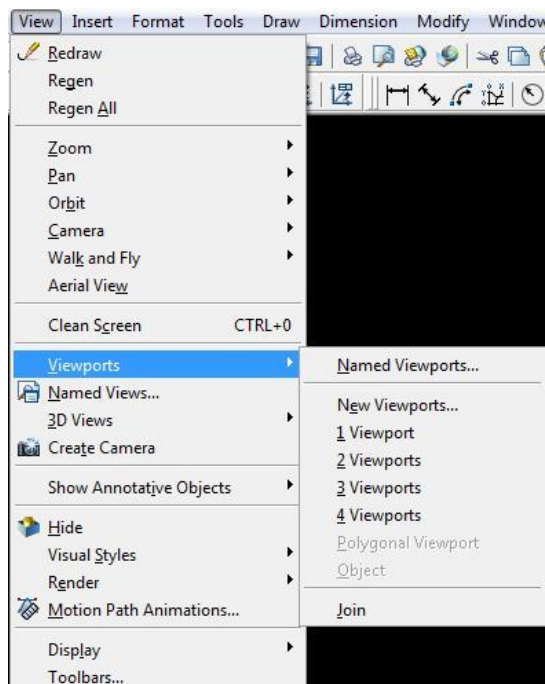 View Insert Format Tools Draw Dimension Modify Window
Redraw
Regen
Regen All
Zoom
Pan
Orbit
Camera
Walk and Fly
Aerial View
Clean Screen CTRL+0
Viewports
Named Views...
3D Views
Create Camera
Show Annotative Objects
Hide
Visual Styles
Render
Motion Path Animations...
Display
Toolbars...
Named Viewports...
New Viewports...
1 Viewport
2 Viewports
3 Viewports
4 Viewports
Polygonal Viewport
Object
Join